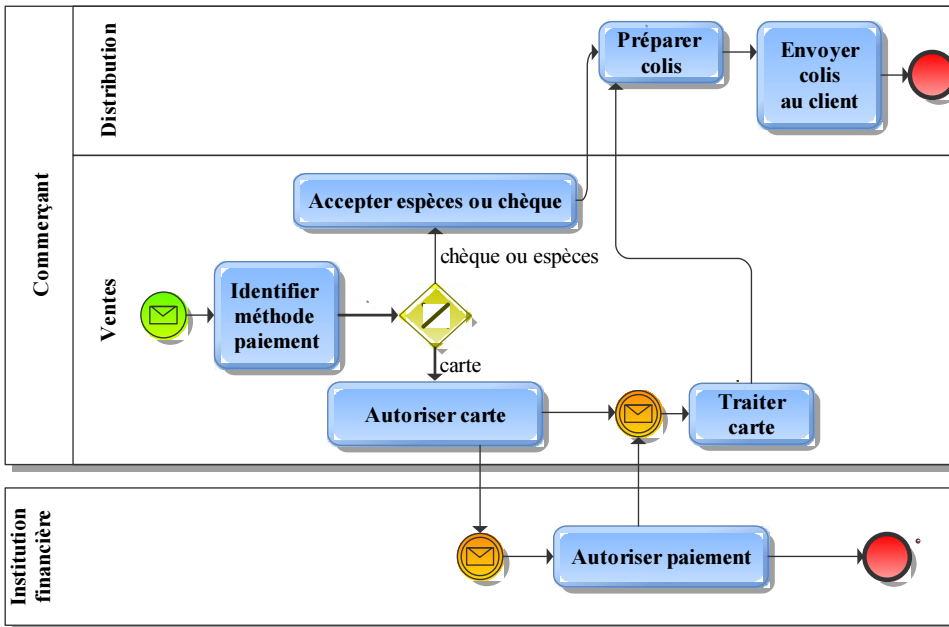 Commerçant
Distribution
Préparer
colis
Envoyer
colis
au client
Ventes
Accepter espèces ou chèque
chèque ou espèces
Identifier
méthode
paiement
carte
Autoriser carte
Traiter
carte
Institution
financière
Autoriser paiement